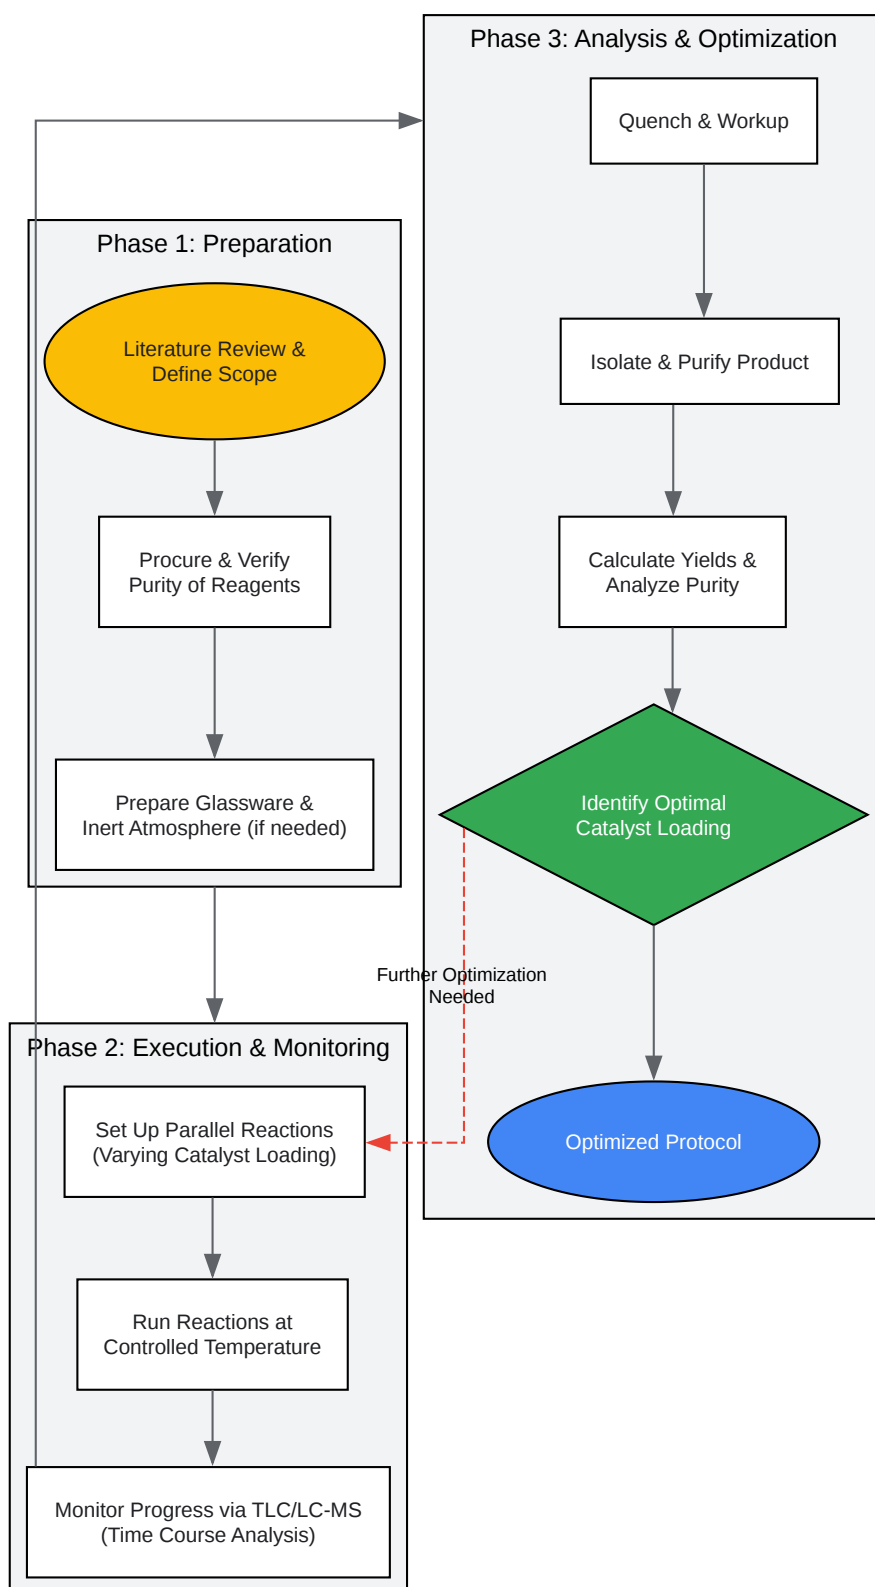 Phase 1: Preparation
Literature Review &
Define Scope
Procure & Verify
Purity of Reagents
Prepare Glassware &
Inert Atmosphere (if needed)
Phase 2: Execution & Monitoring
Set Up Parallel Reactions
(Varying Catalyst Loading)
Run Reactions at
Controlled Temperature
Monitor Progress via TLC/LC-MS
(Time Course Analysis)
Phase 3: Analysis & Optimization
Quench & Workup
Isolate & Purify Product
Calculate Yields &
Analyze Purity
Identify Optimal
Catalyst Loading
Further Optimization
Needed
Optimized Protocol